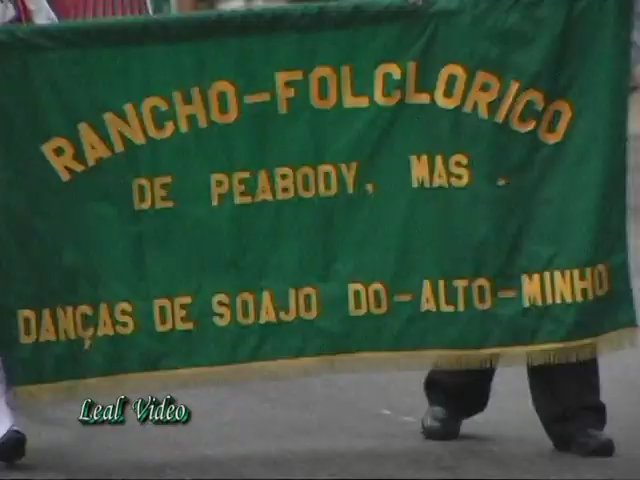 RANCHO-FOLCLORICO
DE PEABODY, MAS.
DANÇAS DE SOAJO DO-ALTO-MINHO
Leal Video